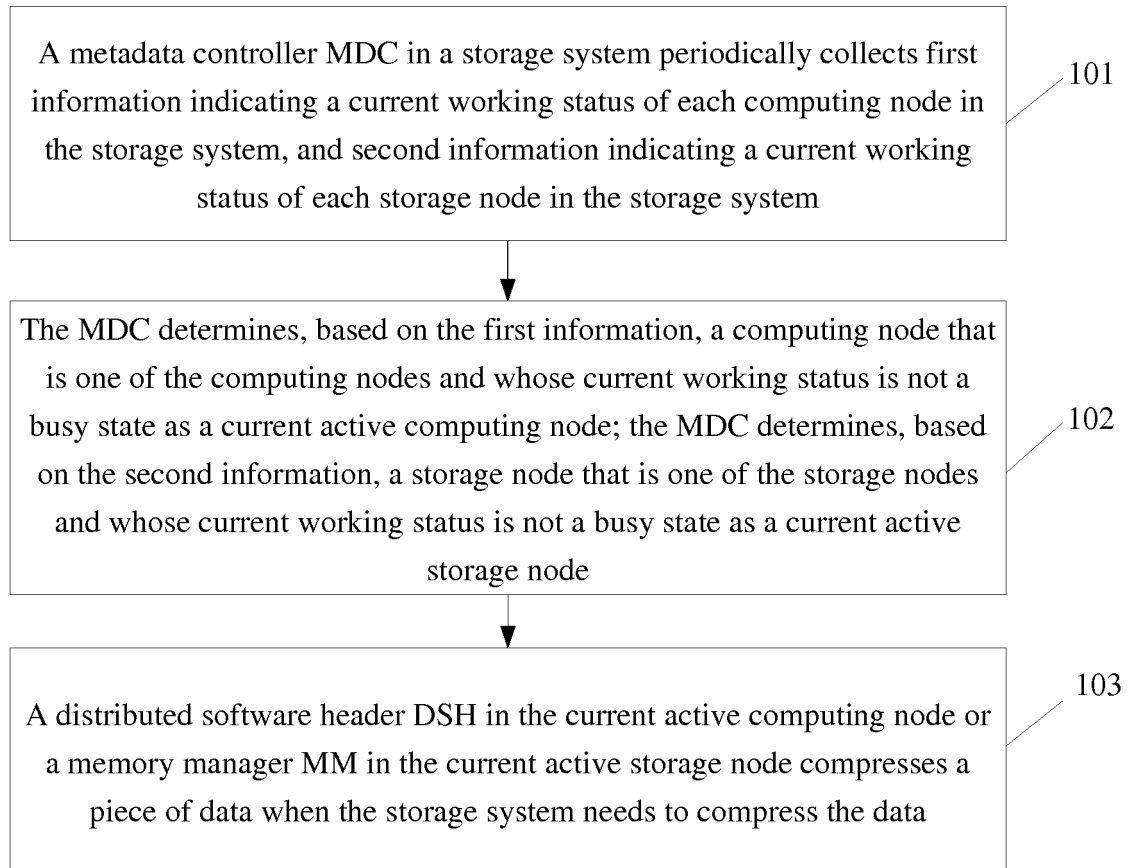 A metadata controller MDC in a storage system periodically collects first
information indicating a current working status of each computing node in
the storage system, and second information indicating a current working
status of each storage node in the storage system
101
The MDC determines, based on the first information, a computing node that
is one of the computing nodes and whose current working status is not a
busy state as a current active computing node; the MDC determines, based
on the second information, a storage node that is one of the storage nodes
and whose current working status is not a busy state as a current active
storage node
102
A distributed software header DSH in the current active computing node or
a memory manager MM in the current active storage node compresses a
piece of data when the storage system needs to compress the data
103